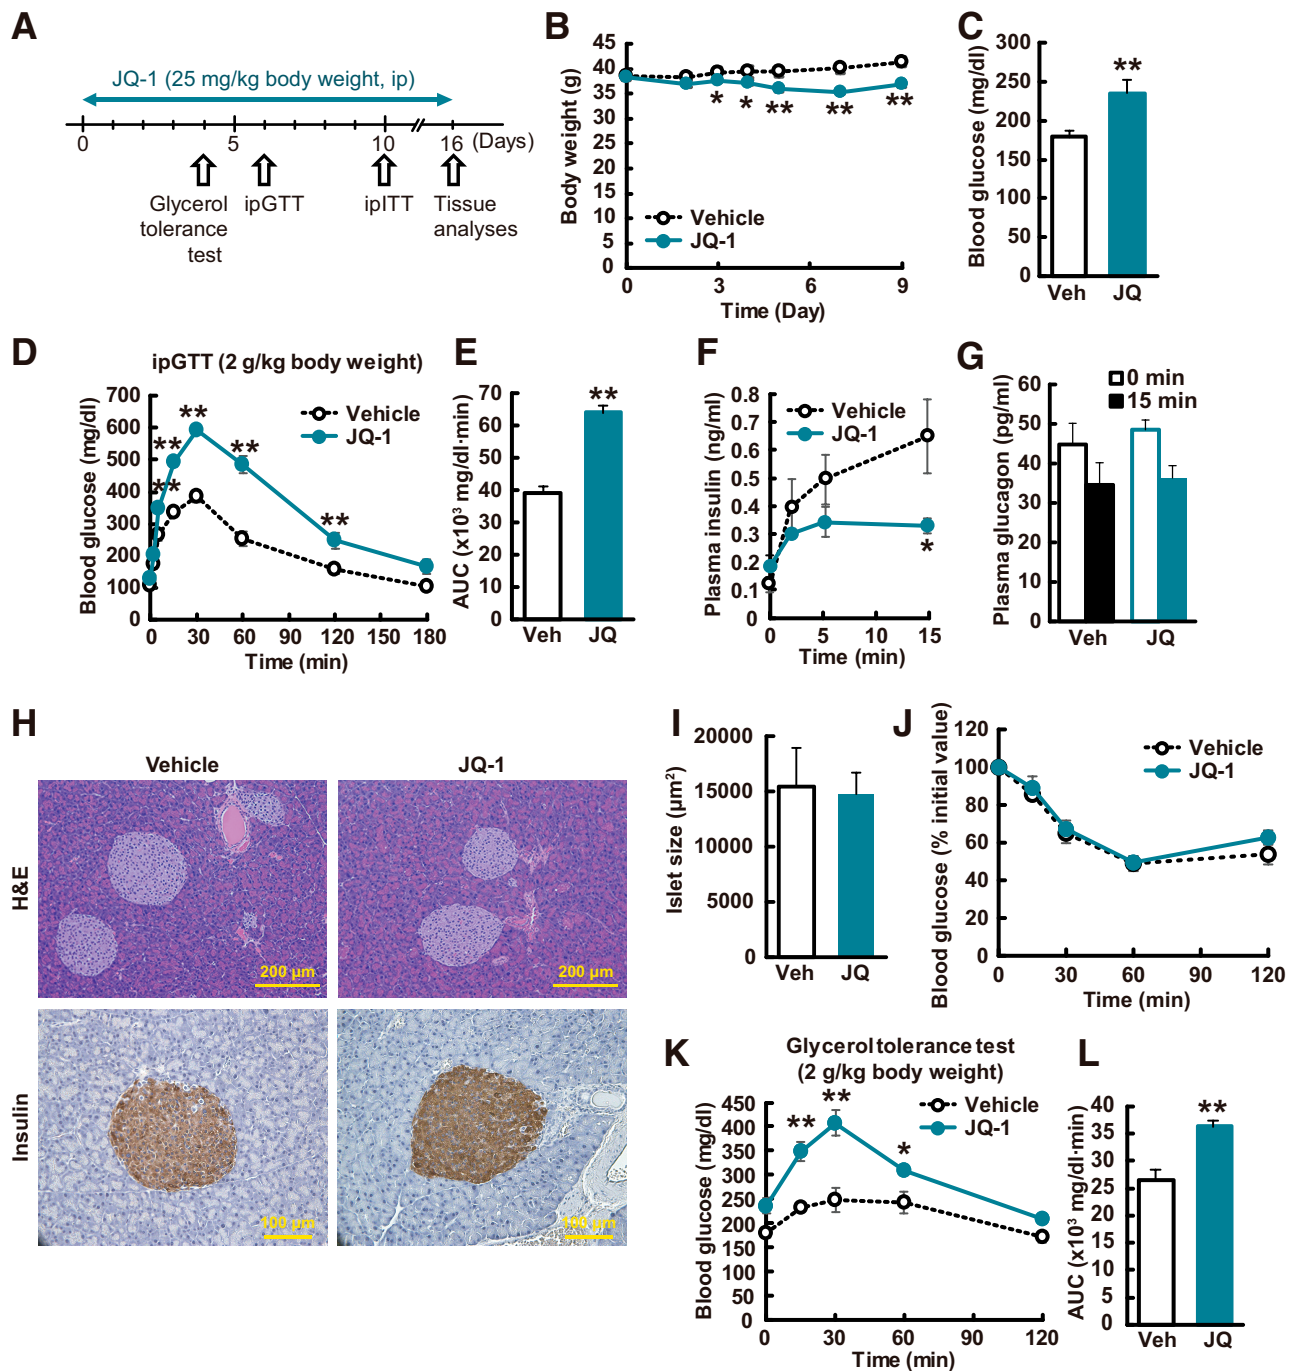 A
JQ-1 (25 mg/kg body weight, ip)
0
5
10
16
(Days)
Glycerol
tolerance
test
ipGTT
ipITT
Tissue
analyses
B
Body weight (g)
45
40
35
30
25
20
15
10
5
0
* * ** ** **
Vehicle
JQ-1
0 3 6 9
Time (Day)
C
Blood glucose (mg/dl)
300
250
200
150
100
50
0
**
Veh JQ
D
ipGTT (2 g/kg body weight)
Blood glucose (mg/dl)
700
600
500
400
300
200
100
0
** ** ** ** **
Vehicle
JQ-1
0 30 60 90 120 150 180
Time (min)
E
AUC (x10³ mg/dl·min)
70
60
50
40
30
20
10
0
**
Veh JQ
F
Plasma insulin (ng/ml)
0.8
0.7
0.6
0.5
0.4
0.3
0.2
0.1
0
Vehicle
JQ-1
*
0 5 10 15
Time (min)
G
Plasma glucagon (pg/ml)
60
50
40
30
20
10
0
0 min
15 min
Veh JQ
H
Vehicle JQ-1
H&E
200 µm
200 µm
Insulin
100 µm
100 µm
I
Islet size (µm²)
20000
15000
10000
5000
0
Veh JQ
J
Blood glucose (% initial value)
120
100
80
60
40
20
0
Vehicle
JQ-1
0 30 60 90 120
Time (min)
K
Glycerol tolerance test
(2 g/kg body weight)
Blood glucose (mg/dl)
450
400
350
300
250
200
150
100
50
0
** ** *
Vehicle
JQ-1
0 30 60 90 120
Time (min)
L
AUC (x10³ mg/dl·min)
40
35
30
25
20
15
10
5
0
**
Veh JQ